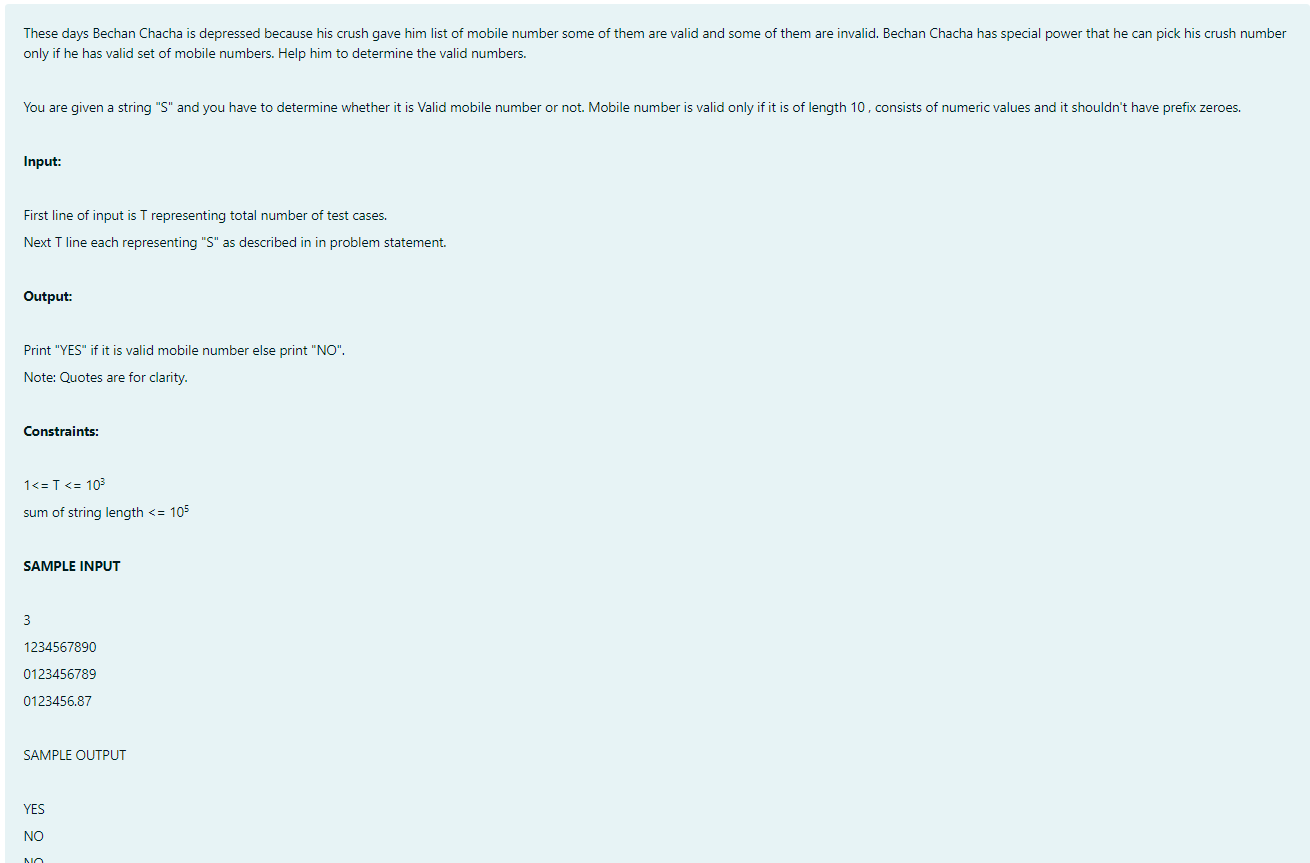 These days Bechan Chacha is depressed because his crush gave him list of mobile number some of them are valid and some of them are invalid. Bechan Chacha has special power that he can pick his crush number
only if he has valid set of mobile numbers. Help him to determine the valid numbers.
You are given a string "S" and you have to determine whether it is Valid mobile number or not. Mobile number is valid only if it is of length 10 , consists of numeric values and it shouldn't have prefix zeroes.
Input:
First line of input is T representing total number of test cases.
Next T line each representing "S" as described in in problem statement.
Output:
Print "YES" if it is valid mobile number else print "NO".
Note: Quotes are for clarity.
Constraints:
1<= T <= 10³
sum of string length <= 10⁵
SAMPLE INPUT
3
1234567890
0123456789
0123456.87
SAMPLE OUTPUT
YES
NO
NO